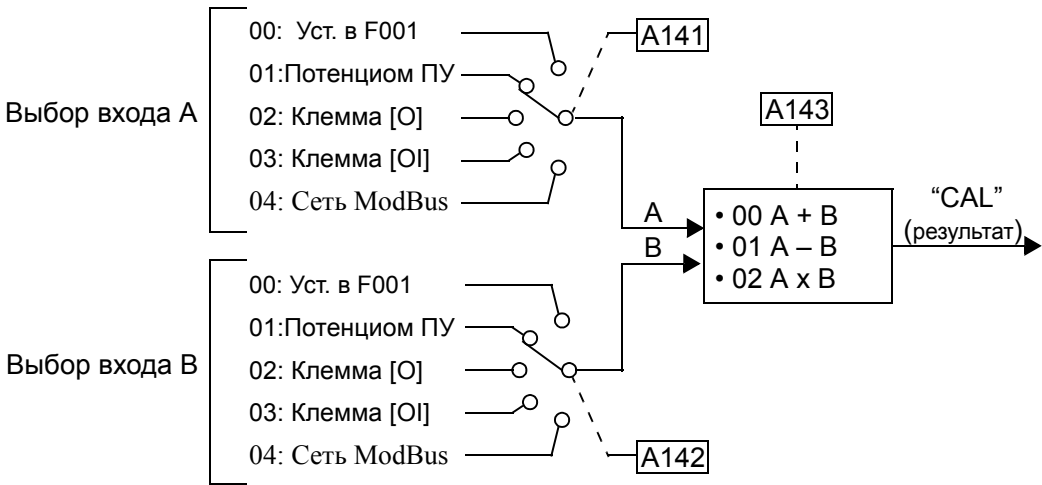 Выбор входа A
00: Уст. в F001
01:Потенциом ПУ
02: Клемма [O]
03: Клемма [OI]
04: Сеть ModBus
A141
A143
A
B
• 00 A + B
• 01 A – B
• 02 A x B
“CAL”
(результат)
Выбор входа B
00: Уст. в F001
01:Потенциом ПУ
02: Клемма [O]
03: Клемма [OI]
04: Сеть ModBus
A142